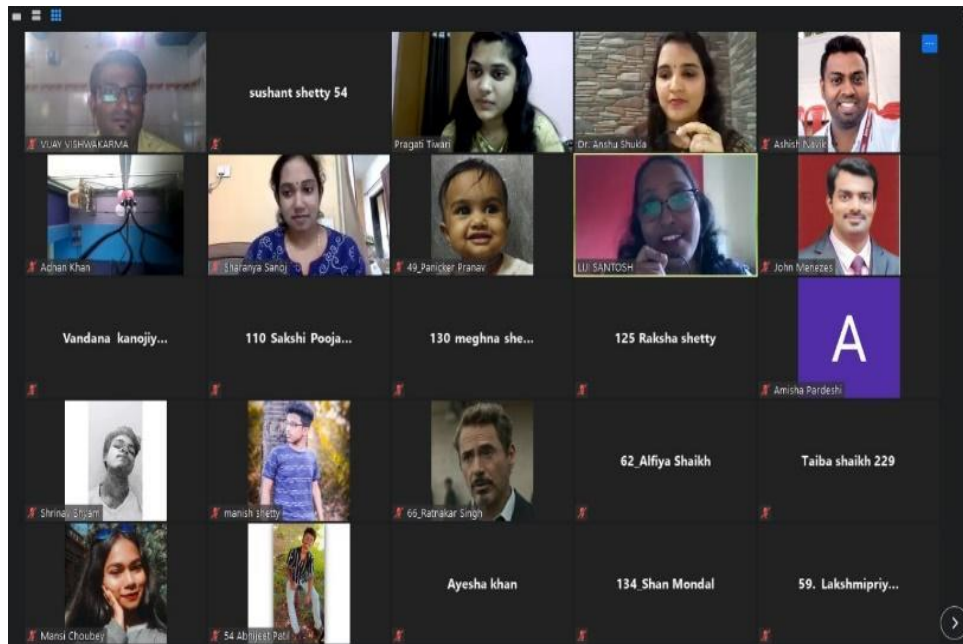 VIJAY VISHWAKARMA
sushant shetty 54
Pragati Tiwari
Dr. Anshu Shukla
Ashish Navik
Adnan Khan
Sharanya Sanoj
49_Panicker Pranav
LIJI SANTOSH
John Menezes
Vandana kanojiy...
110 Sakshi Pooja...
130 meghna she...
125 Raksha shetty
A
Amisha Pardeshi
Shrinay Shyam
manish shetty
66_Ratnakar Singh
62_Alfiya Shaikh
Taiba shaikh 229
Mansi Choubey
54 Abhijeet Patil
Ayesha khan
134_Shan Mondal
59. Lakshmipriy...